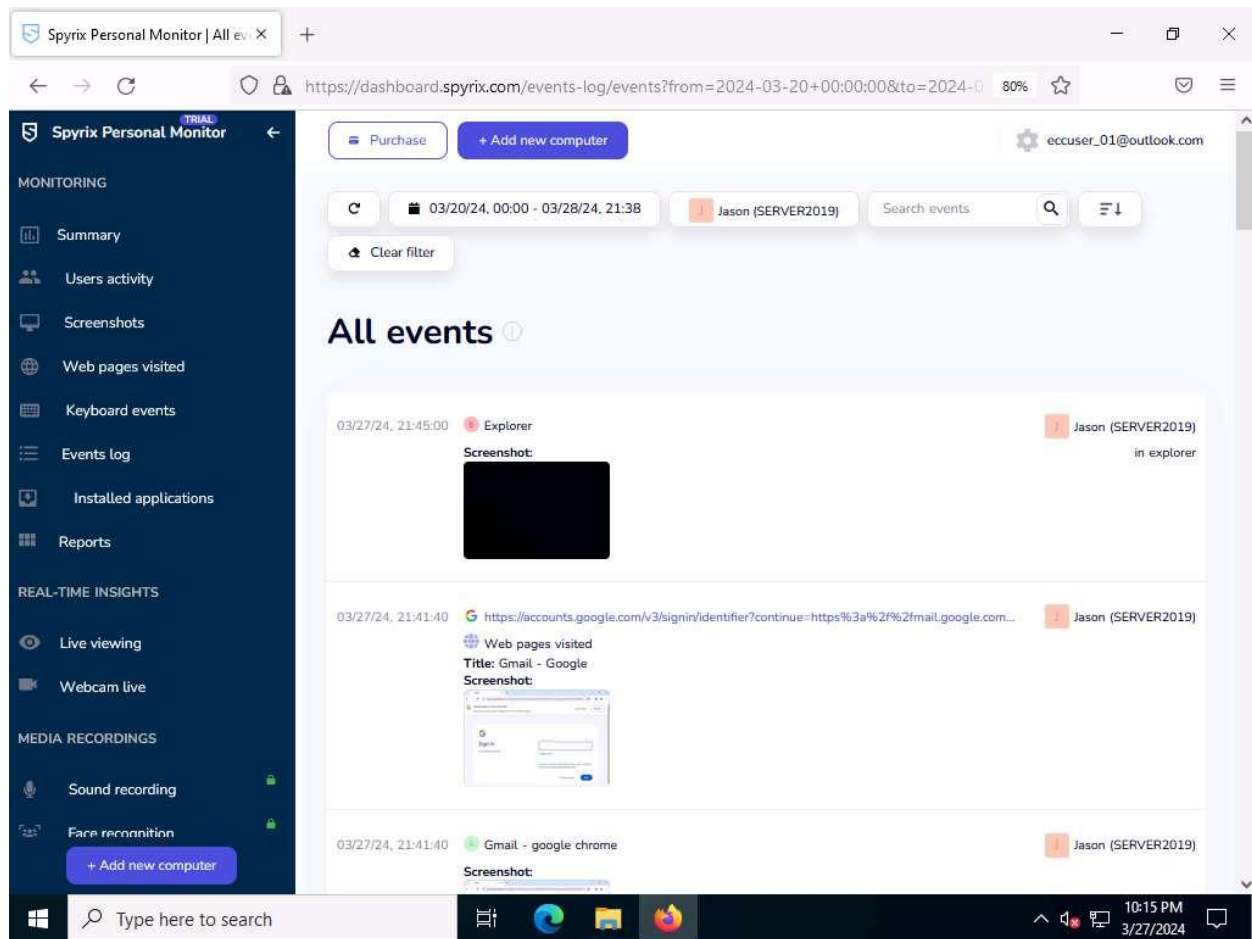 Spyrix Personal Monitor | All ev
https://dashboard.spyrix.com/events-log/events?from=2024-03-20+00:00:00&to=2024-0 80%
TRIAL
Spyrix Personal Monitor
Purchase
+ Add new computer
eccuser_01@outlook.com
MONITORING
03/20/24, 00:00 - 03/28/24, 21:38
J Jason (SERVER2019)
Search events
Clear filter
Summary
Users activity
Screenshots
Web pages visited
Keyboard events
Events log
Installed applications
Reports
REAL-TIME INSIGHTS
Live viewing
Webcam live
MEDIA RECORDINGS
Sound recording
Face recognition
+ Add new computer
All events
03/27/24, 21:45:00 Explorer
J Jason (SERVER2019)
in explorer
Screenshot:
03/27/24, 21:41:40 https://accounts.google.com/v3/signin/identifier?continue=https%3a%2f%2fmail.google.com...
J Jason (SERVER2019)
Web pages visited
Title: Gmail - Google
Screenshot:
Sign in
03/27/24, 21:41:40 Gmail - google chrome
J Jason (SERVER2019)
Screenshot:
Type here to search
10:15 PM
3/27/2024